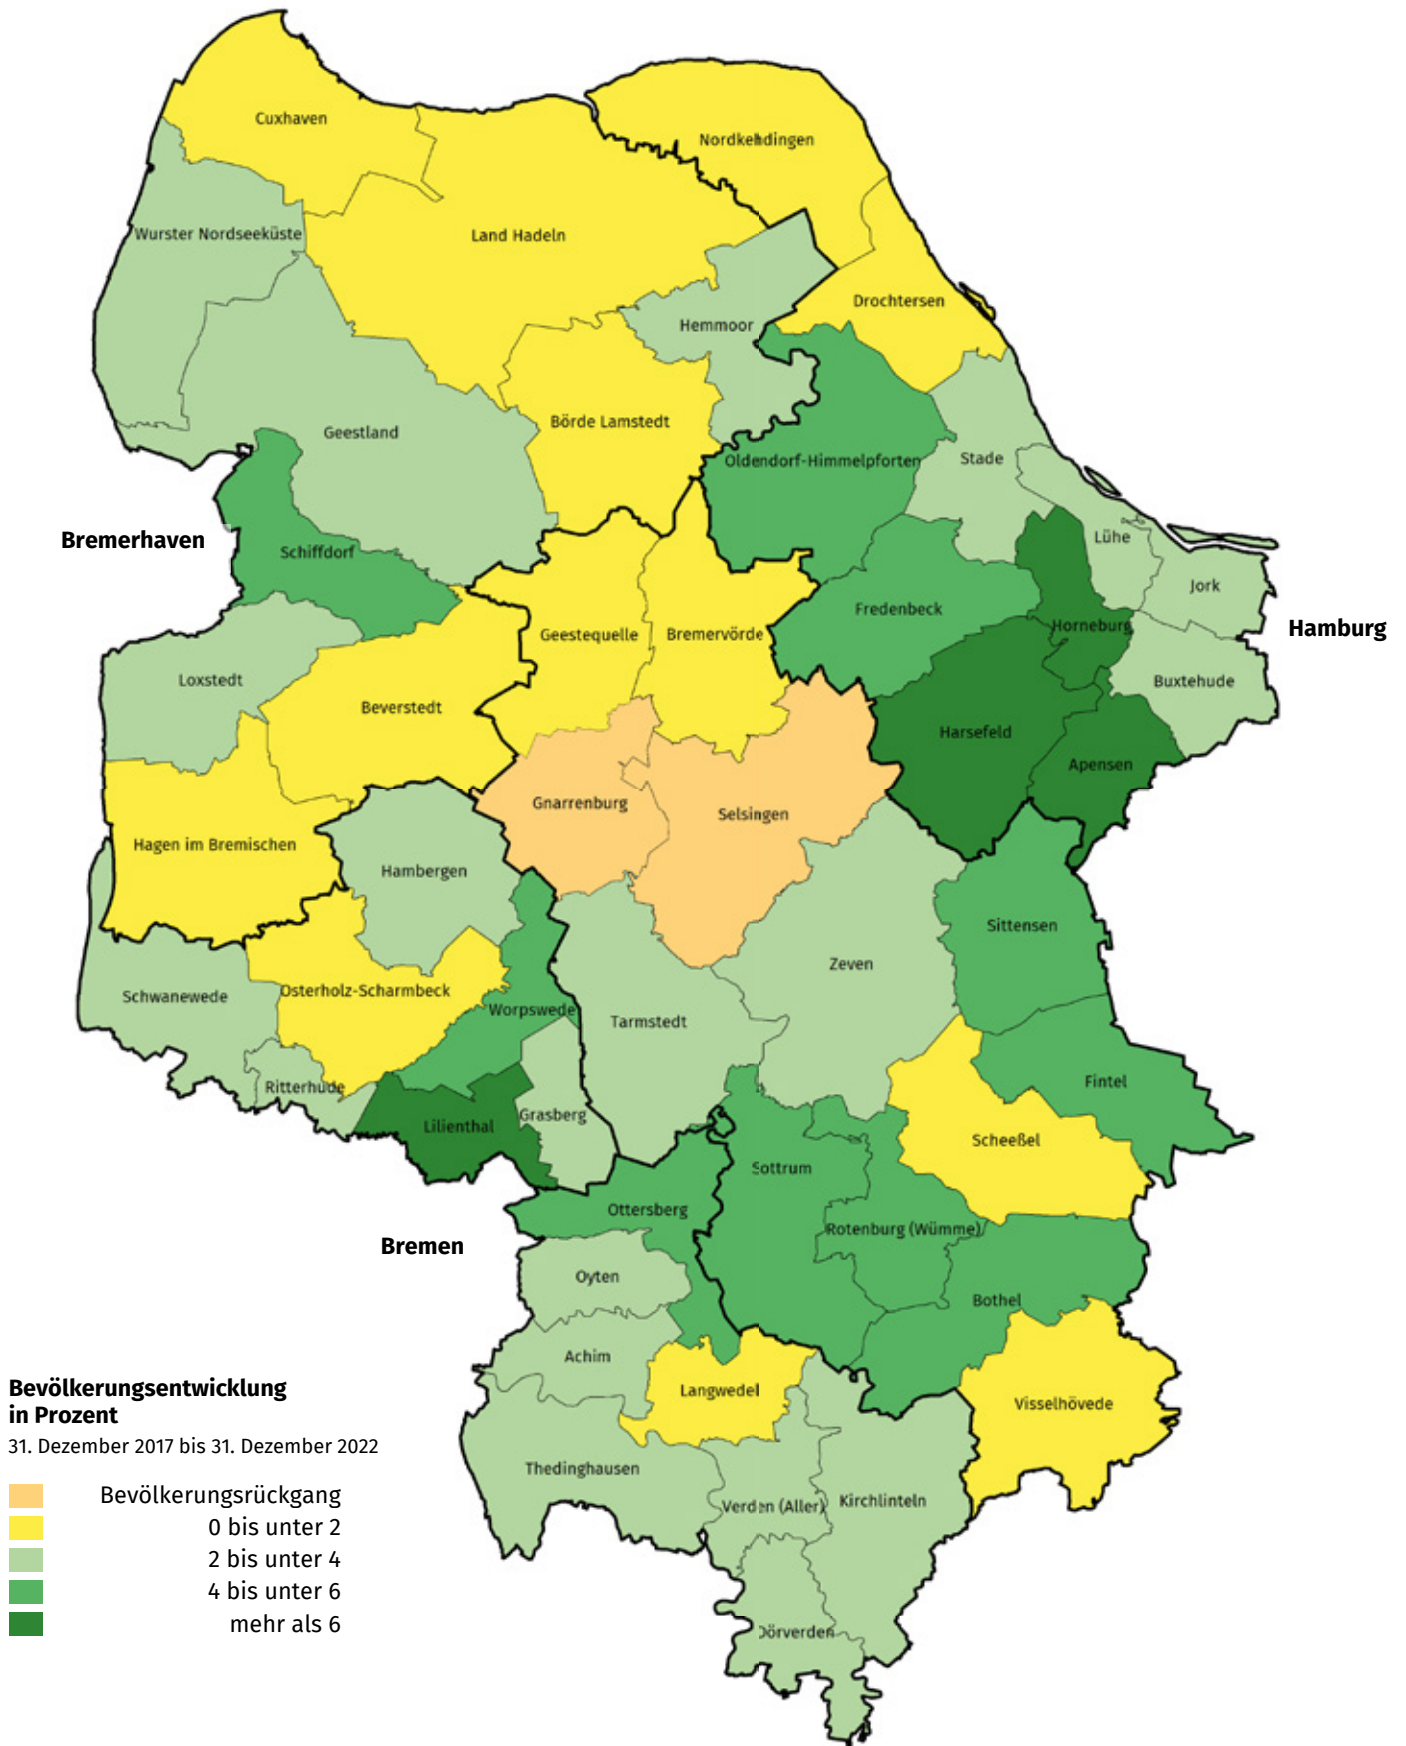 Cuxhaven
Nordkehdingen
Wurster Nordseeküste
Land Hadeln
Drochtersen
Hemmoor
Börde Lamstedt
Geestland
Oldendorf-Himmelpforten
Stade
Bremerhaven
Schiffdorf
Lühe
Jork
Fredenbeck
Geestequelle
Bremervörde
Horneburg
Hamburg
Loxstedt
Buxtehude
Beverstedt
Harsefeld
Apensen
Gnarrenburg
Selsingen
Hagen im Bremischen
Hambergen
Sittensen
Zeven
Schwanewede
Osterholz-Scharmbeck
Worpswede
Tarmstedt
Ritterhude
Fintel
Grasberg
Lilienthal
Scheeßel
Sottrum
Ottersberg
Rotenburg (Wümme)
Bremen
Oyten
Bothel
Achim
Langwedel
Visselhövede
Thedinghausen
Verden (Aller)
Kirchlinteln
Dörverden
Bevölkerungsentwicklung
in Prozent
31. Dezember 2017 bis 31. Dezember 2022
Bevölkerungsrückgang
0 bis unter 2
2 bis unter 4
4 bis unter 6
mehr als 6